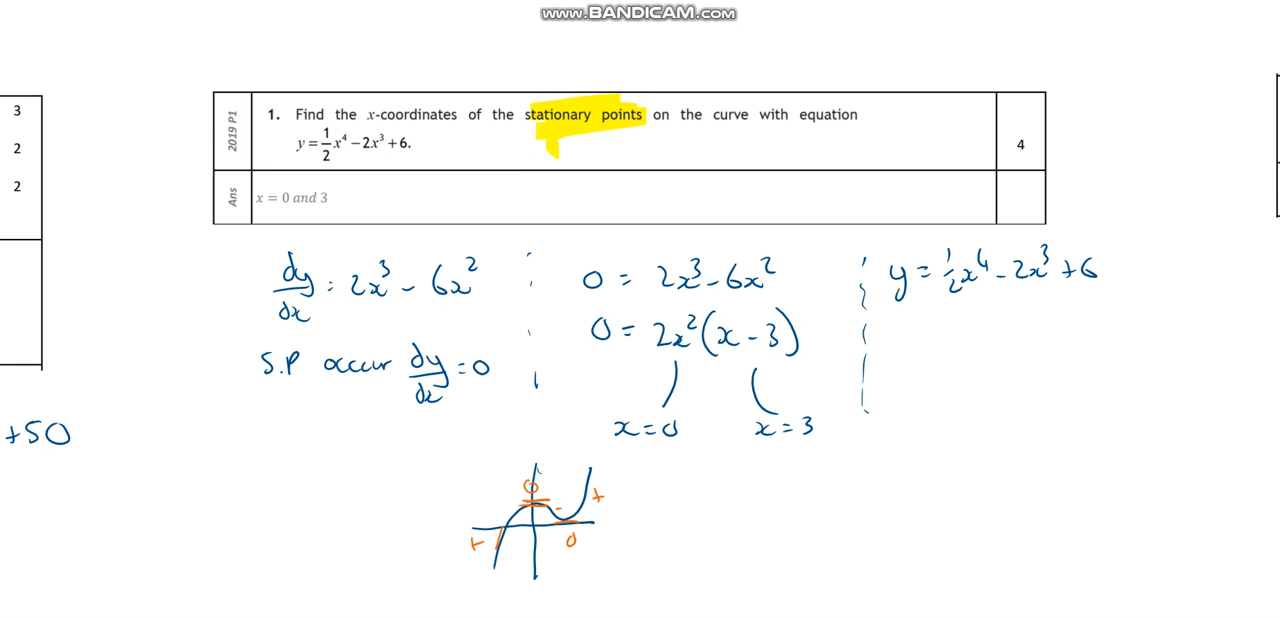 www.BANDICAM.com
3
2
2
+50
2019 P1
1. Find the x-coordinates of the stationary points on the curve with equation
y = 1/2 x⁴ − 2x³ + 6.
4
Ans
x = 0 and 3
dy/dx = 2x³ − 6x²
S.P occur dy/dx = 0
0 = 2x³ − 6x²
0 = 2x²(x − 3)
x = 0 x = 3
y = 1/2 x⁴ − 2x³ + 6
0
- +
+ 0